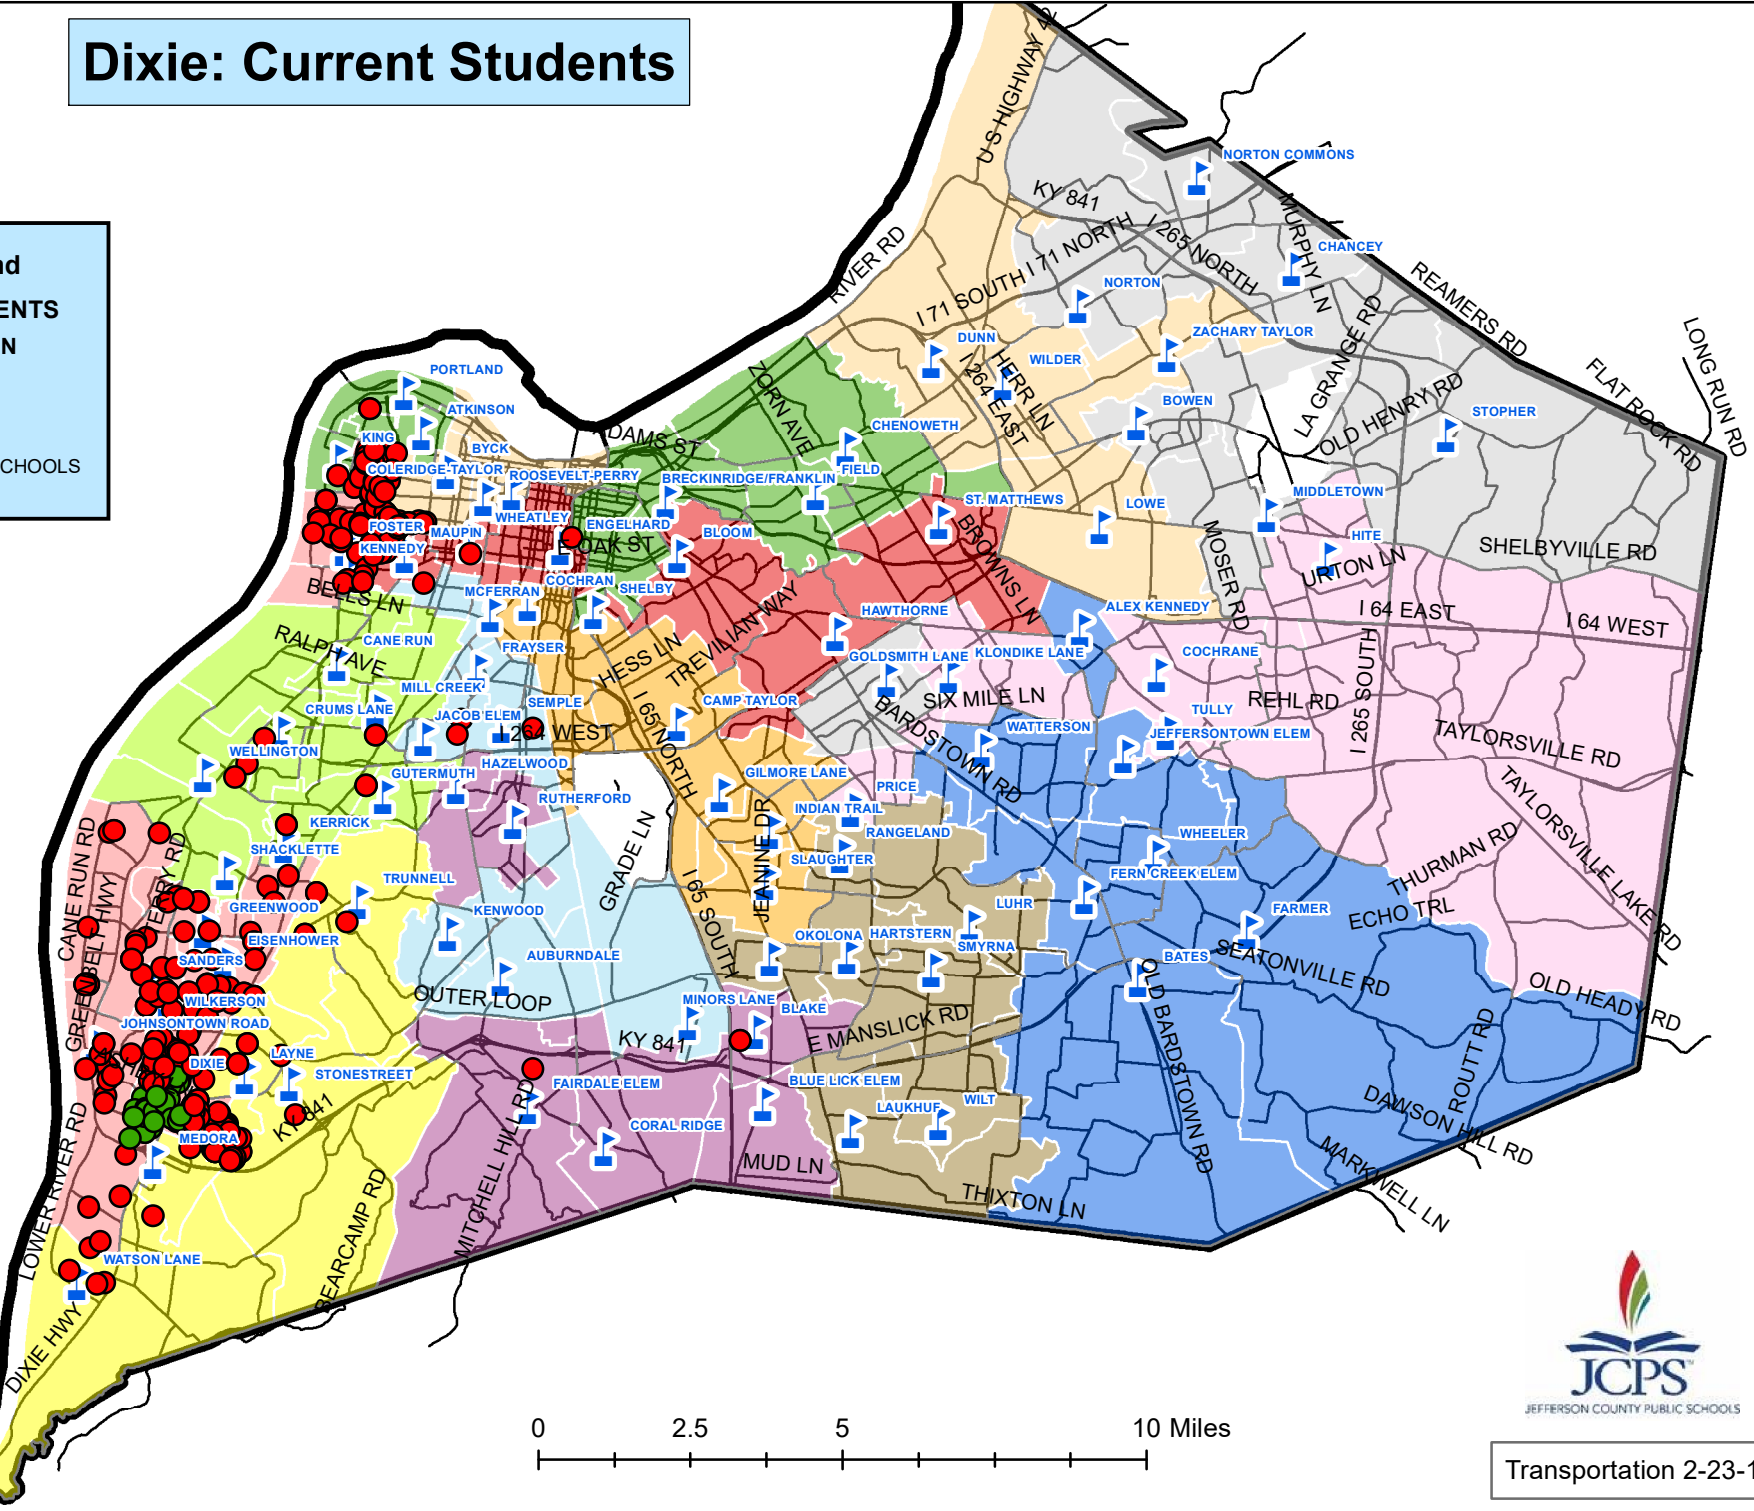 Dixie: Current Students
nd
ENTS
N
CHOOLS
U S HIGHWAY 42
NORTON COMMONS
KY 841
I 71 NORTH
I 265 NORTH
MURPHY LN
CHANCEY
RIVER RD
I 71 SOUTH
NORTON
REAMERS RD
LONG RUN RD
DUNN
WILDER
ZACHARY TAYLOR
LA GRANGE RD
FLAT ROCK RD
I 264 EAST
HERR LN
BOWEN
OLD HENRY RD
STOPHER
PORTLAND
ATKINSON
ZORN AVE
CHENOWETH
KING
BYCK
ADAMS ST
COLERIDGE-TAYLOR
ROOSEVELT-PERRY
BRECKINRIDGE/FRANKLIN
FIELD
ST. MATTHEWS
LOWE
MIDDLETOWN
FOSTER
MAUPIN
WHEATLEY
ENGELHARD
BLOOM
BROWNS LN
MOSER RD
HITE
SHELBYVILLE RD
KENNEDY
E OAK ST
URTON LN
BELLS LN
MCFERRAN
COCHRAN
SHELBY
TREVILIAN WAY
HAWTHORNE
ALEX KENNEDY
I 64 EAST
I 64 WEST
RALPH AVE
CANE RUN
FRAYSER
HESS LN
GOLDSMITH LANE
KLONDIKE LANE
COCHRANE
I 265 SOUTH
MILL CREEK
CRUMS LANE
JACOB ELEM
SEMPLE
I 65 NORTH
CAMP TAYLOR
SIX MILE LN
REHL RD
BARDSTOWN RD
WATTERSON
TULLY
JEFFERSONTOWN ELEM
TAYLORSVILLE RD
I 264 WEST
WELLINGTON
GUTERMUTH
HAZELWOOD
GILMORE LANE
PRICE
RUTHERFORD
INDIAN TRAIL
RANGELAND
TAYLORSVILLE LAKE RD
KERRICK
CANE RUN RD
SHACKLETTE
GRADE LN
JEANINE DR
SLAUGHTER
WHEELER
THURMAN RD
TERRY RD
TRUNNELL
I 65 SOUTH
FERN CREEK ELEM
GREENWOOD
KENWOOD
LUHR
FARMER
ECHO TRL
GREENBELT HWY
EISENHOWER
OKOLONA
HARTSTERN
SMYRNA
SANDERS
AUBURNDALE
BATES
SEATONVILLE RD
WILKERSON
OUTER LOOP
MINORS LANE
BLAKE
OLD HEADY RD
JOHNSONTOWN ROAD
KY 841
E MANSLICK RD
OLD BARDSTOWN RD
DIXIE
LAYNE
STONESTREET
FAIRDALE ELEM
BLUE LICK ELEM
ROUTT RD
KY 841
LAUKHUF
WILT
DAWSON HILL RD
MEDORA
CORAL RIDGE
LOWER RIVER RD
MITCHELL HILL RD
MUD LN
MARKWELL LN
BEARCAMP RD
THIXTON LN
WATSON LANE
DIXIE HWY
JCPS
JEFFERSON COUNTY PUBLIC SCHOOLS
0 2.5 5 10 Miles
Transportation 2-23-1